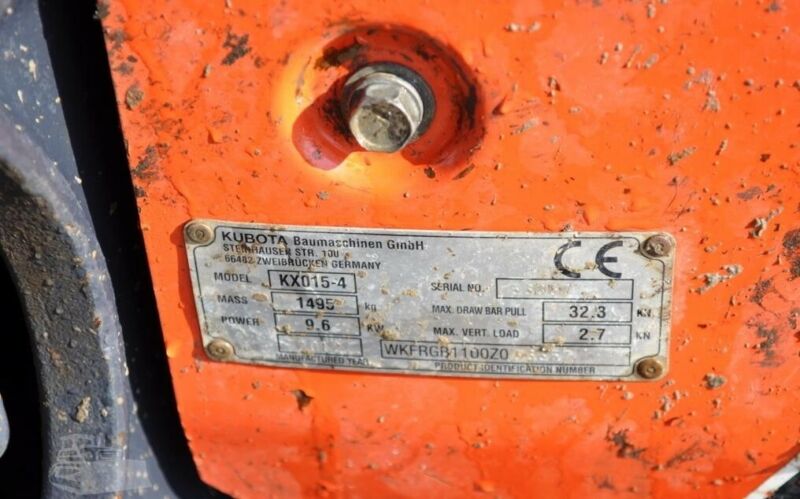 KUBOTA Baumaschinen GmbH
STEINHAUSER STR. 100
66482 ZWEIBRÜCKEN GERMANY
CE
MODEL KX015-4 SERIAL NO.
MASS 1495 kg MAX. DRAW BAR PULL 32.3 KN
POWER 9.6 KW MAX. VERT. LOAD 2.7 KN
WKFRGB1100Z0
MANUFACTURED YEAR PRODUCT IDENTIFICATION NUMBER